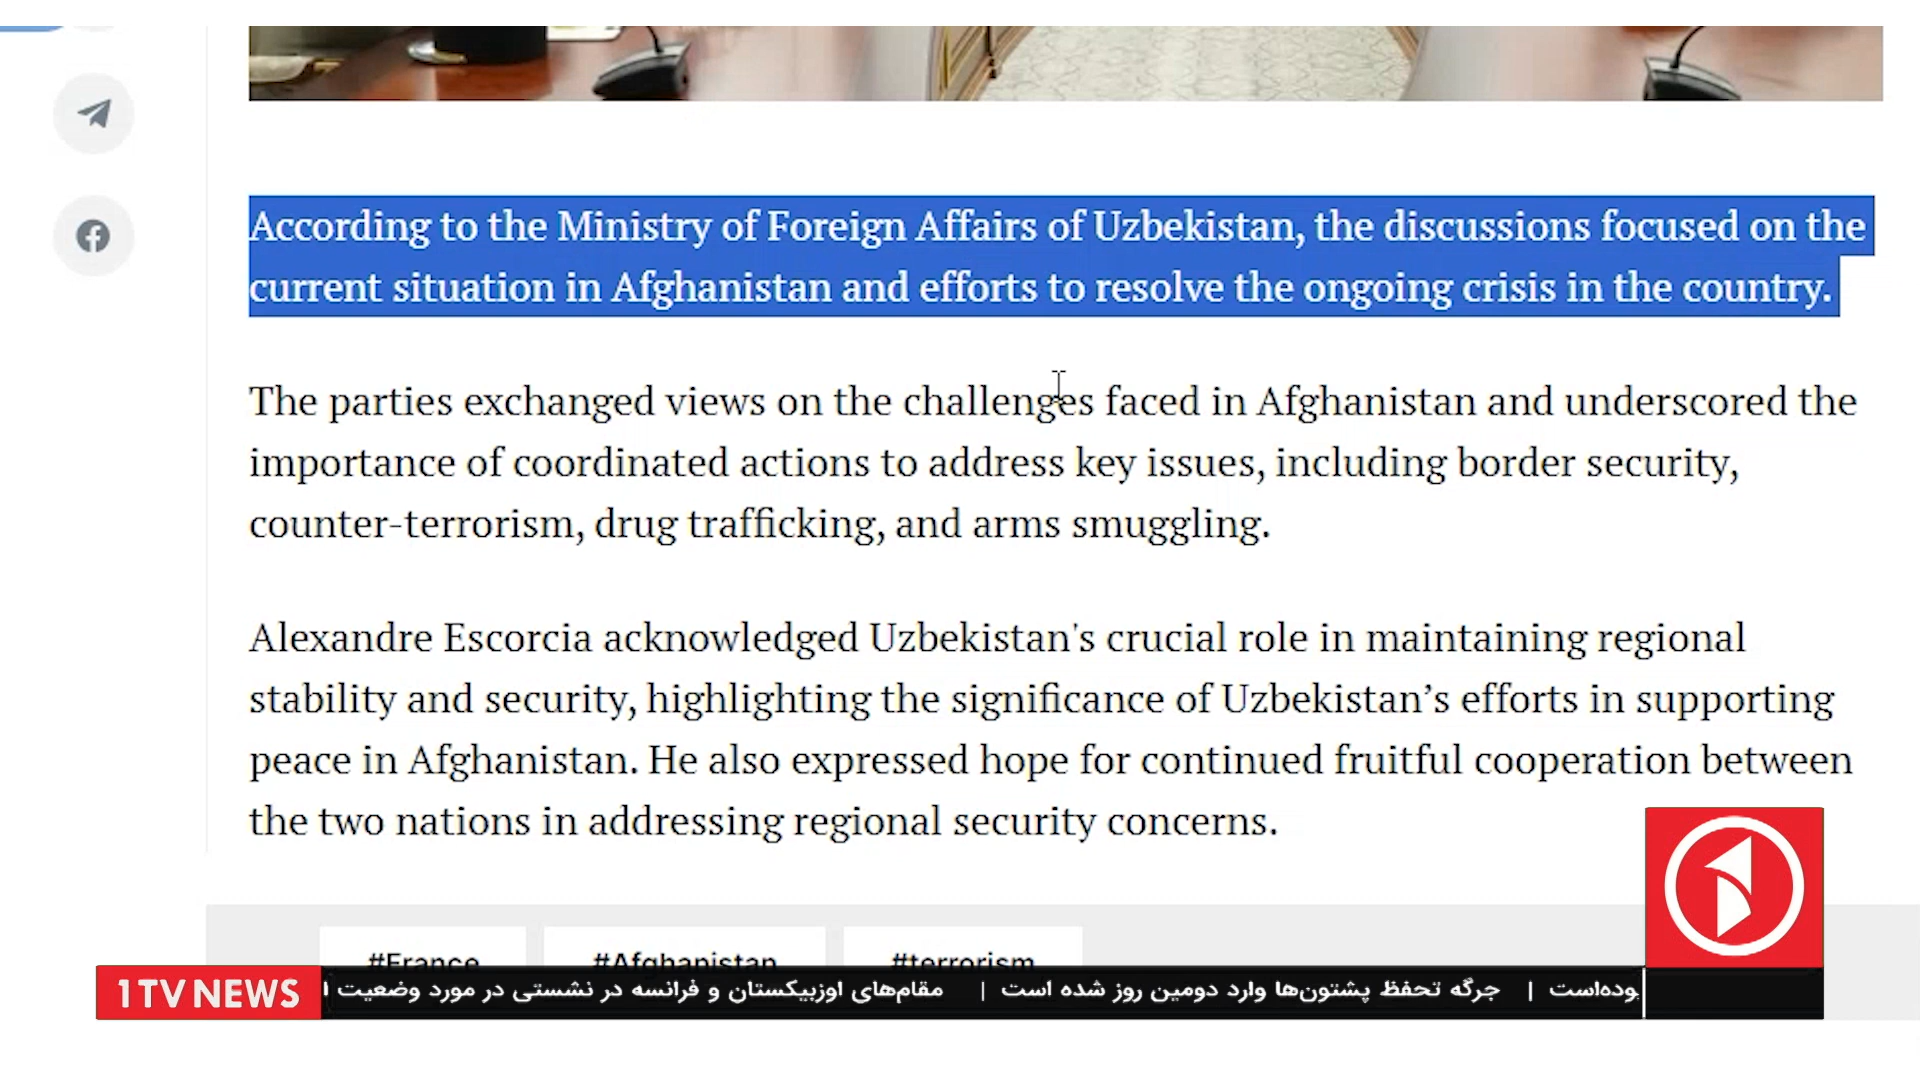 According to the Ministry of Foreign Affairs of Uzbekistan, the discussions focused on the
current situation in Afghanistan and efforts to resolve the ongoing crisis in the country.
The parties exchanged views on the challenges faced in Afghanistan and underscored the
importance of coordinated actions to address key issues, including border security,
counter-terrorism, drug trafficking, and arms smuggling.
Alexandre Escorcia acknowledged Uzbekistan's crucial role in maintaining regional
stability and security, highlighting the significance of Uzbekistan’s efforts in supporting
peace in Afghanistan. He also expressed hope for continued fruitful cooperation between
the two nations in addressing regional security concerns.
#France #Afghanistan #terrorism
1TV NEWS
بوده‌است | جرگه تحفظ پشتون‌ها وارد دومین روز شده است | مقام‌های اوزبیکستان و فرانسه در نشستی در مورد وضعیت